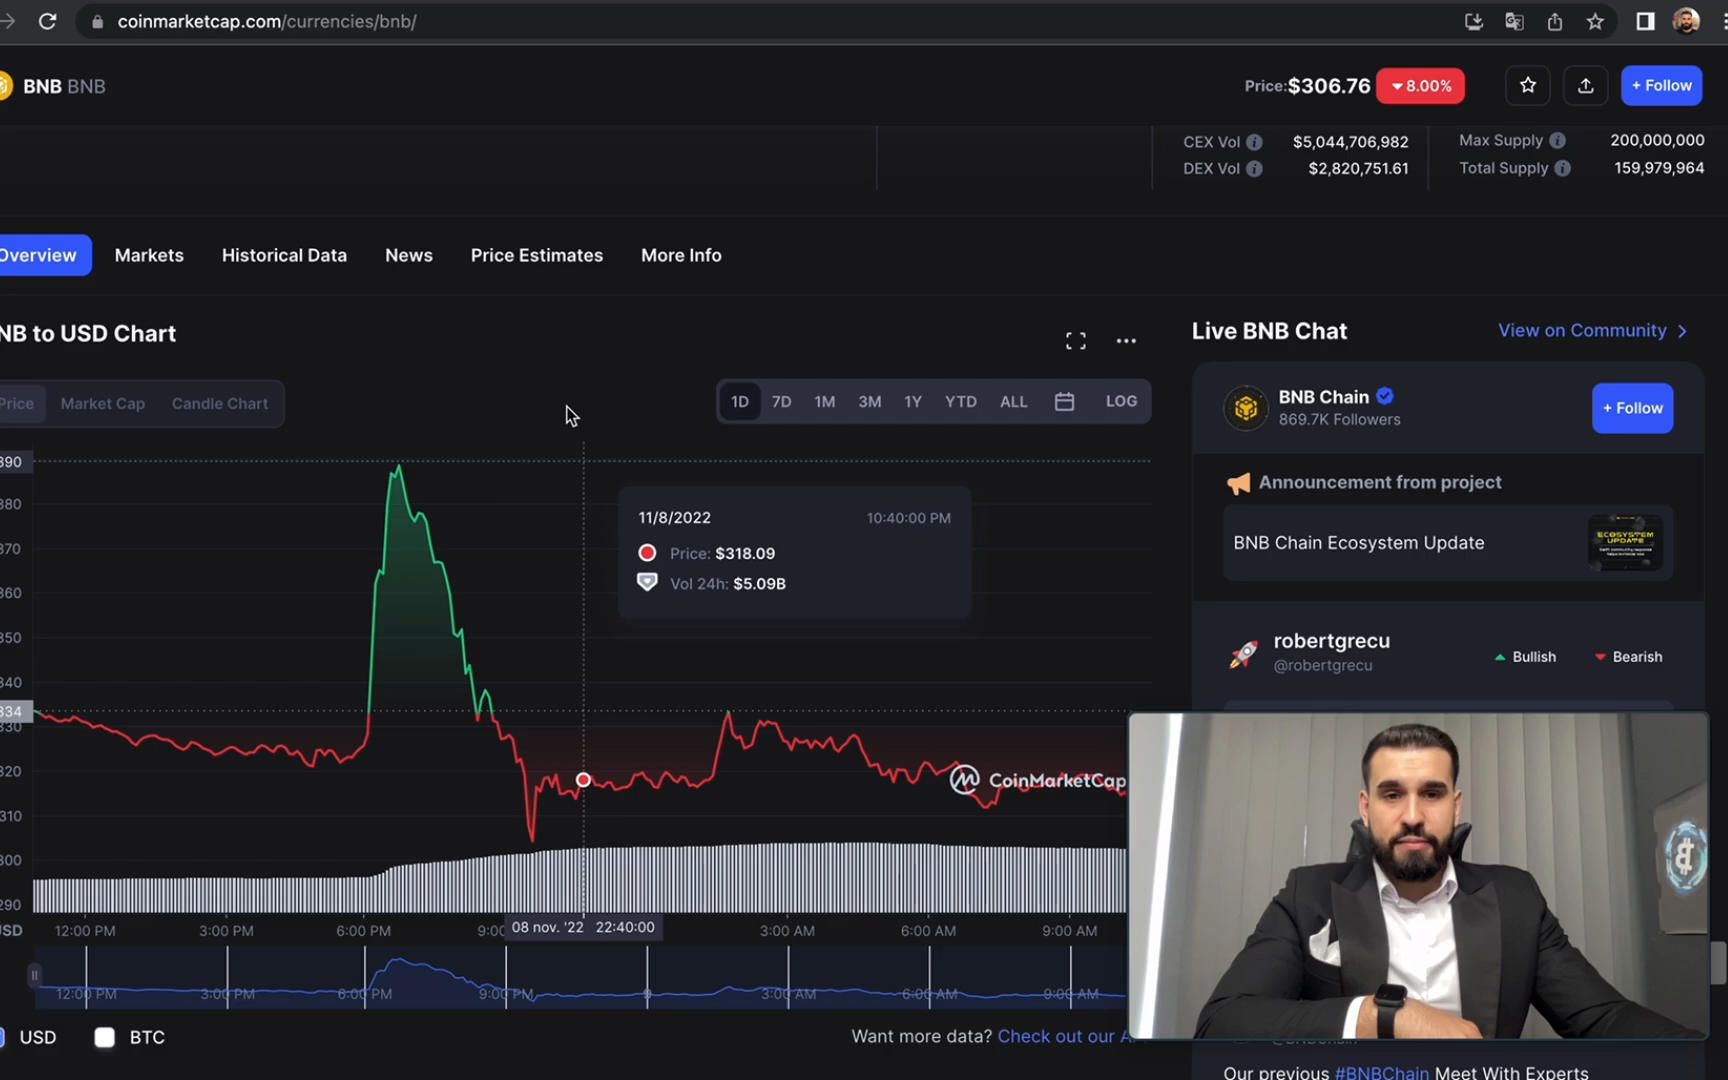 coinmarketcap.com/currencies/bnb/
BNB BNB
Price:$306.76 8.00%
+ Follow
CEX Vol $5,044,706,982
DEX Vol $2,820,751.61
Max Supply 200,000,000
Total Supply 159,979,964
Overview Markets Historical Data News Price Estimates More Info
NB to USD Chart
Price Market Cap Candle Chart
1D 7D 1M 3M 1Y YTD ALL LOG
390
380
370
360
350
340
334
330
320
310
300
290
11/8/2022 10:40:00 PM
Price: $318.09
Vol 24h: $5.09B
CoinMarketCap
SD 12:00 PM 3:00 PM 6:00 PM 9:00 08 nov. '22 22:40:00 3:00 AM 6:00 AM 9:00 AM
12:00 PM 3:00 PM 6:00 PM 9:00 PM 9 3:00 AM 6:00 AM 9:00 AM
USD BTC
Want more data? Check out our A
Live BNB Chat View on Community
BNB Chain
869.7K Followers
+ Follow
Announcement from project
BNB Chain Ecosystem Update
ECOSYSTEM
UPDATE
robertgrecu
@robertgrecu
Bullish Bearish
Our previous #BNBChain Meet With Experts